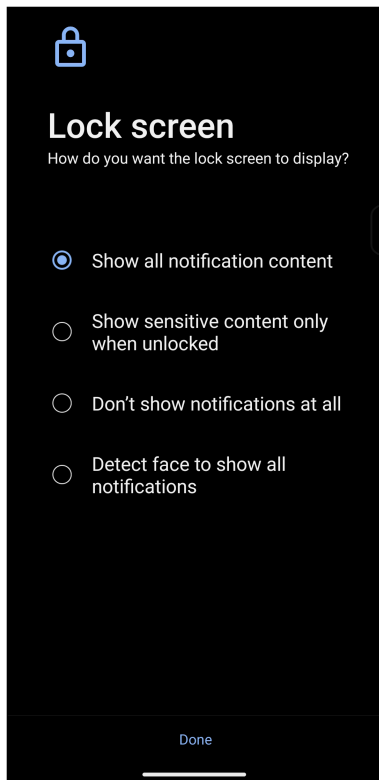 Lock screen
How do you want the lock screen to display?
Show all notification content
Show sensitive content only
when unlocked
Don’t show notifications at all
Detect face to show all
notifications
Done